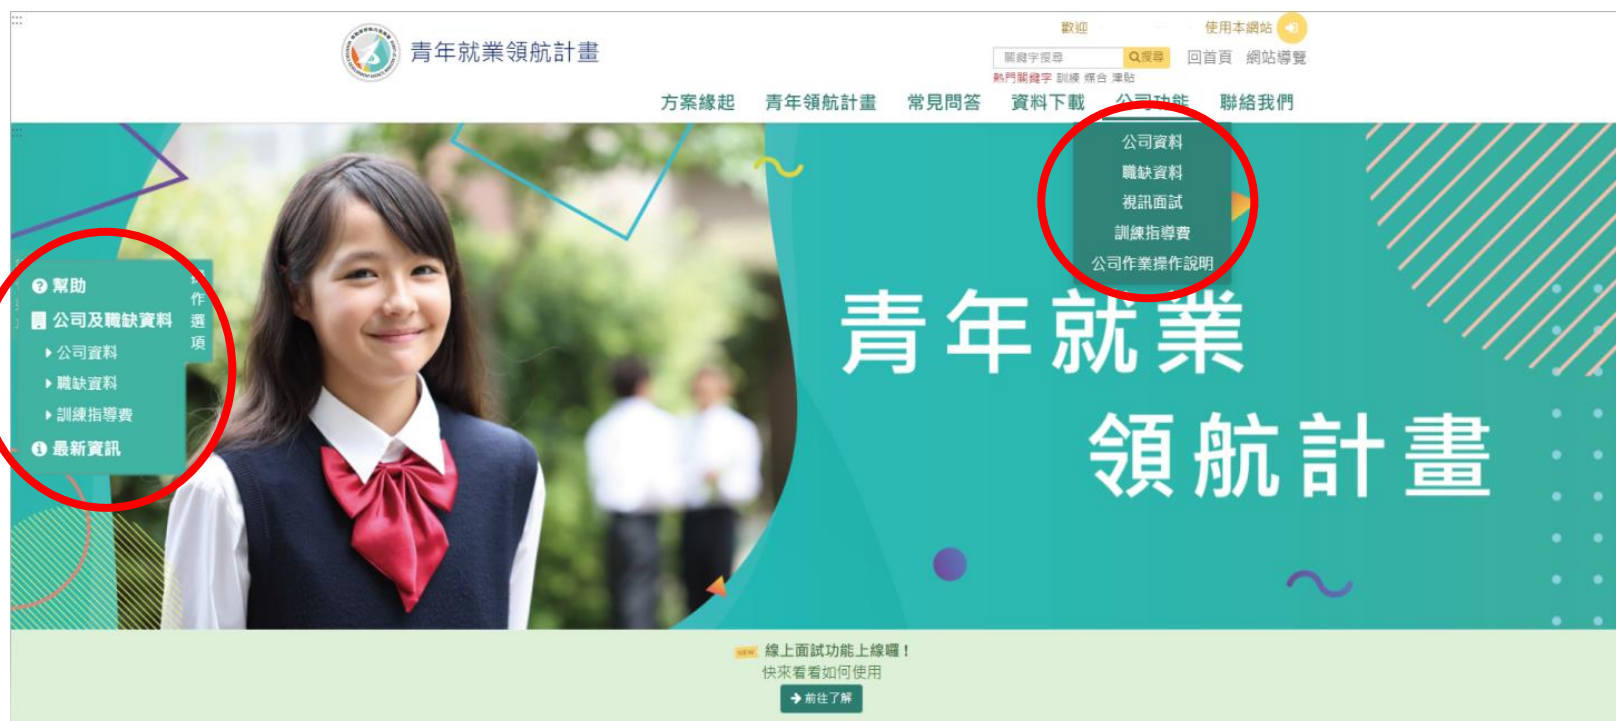 歡迎 使用本網站
青年就業領航計畫
關鍵字搜尋 搜尋 回首頁 網站導覽
熱門關鍵字 訓練 媒合 津貼
方案緣起 青年領航計畫 常見問答 資料下載 公司功能 聯絡我們
公司資料
職缺資料
視訊面試
訓練指導費
公司作業操作說明
幫助
公司及職缺資料
公司資料
職缺資料
訓練指導費
最新資訊
操作選項
青年就業
領航計畫
NEW 線上面試功能上線囉！
快來看看如何使用
前往了解